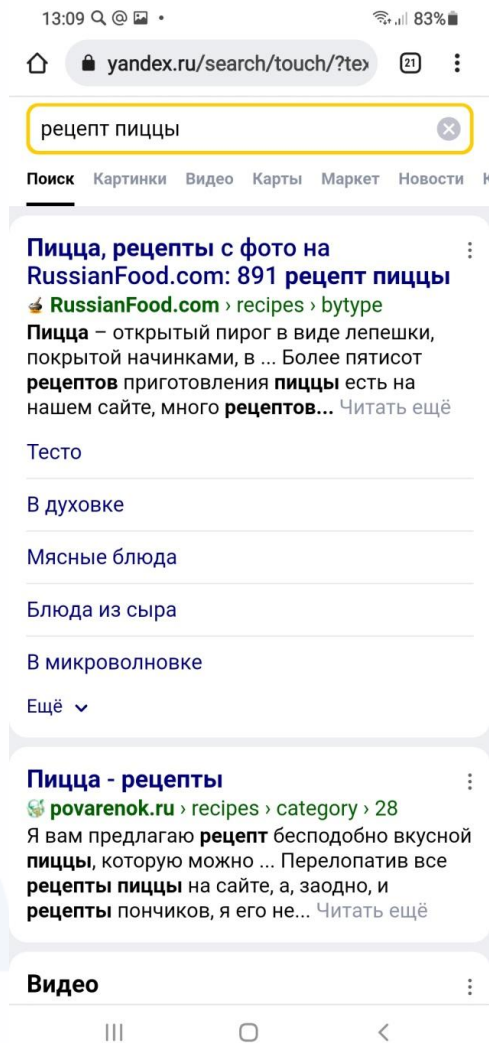 13:09 @ 83%
yandex.ru/search/touch/?tex 21
рецепт пиццы
Поиск Картинки Видео Карты Маркет Новости
Пицца, рецепты с фото на
RussianFood.com: 891 рецепт пиццы
RussianFood.com › recipes › bytype
Пицца – открытый пирог в виде лепешки,
покрытой начинками, в ... Более пятисот
рецептов приготовления пиццы есть на
нашем сайте, много рецептов... Читать ещё
Тесто
В духовке
Мясные блюда
Блюда из сыра
В микроволновке
Ещё
Пицца - рецепты
povarenok.ru › recipes › category › 28
Я вам предлагаю рецепт бесподобно вкусной
пиццы, которую можно ... Перелопатив все
рецепты пиццы на сайте, а, заодно, и
рецепты пончиков, я его не... Читать ещё
Видео